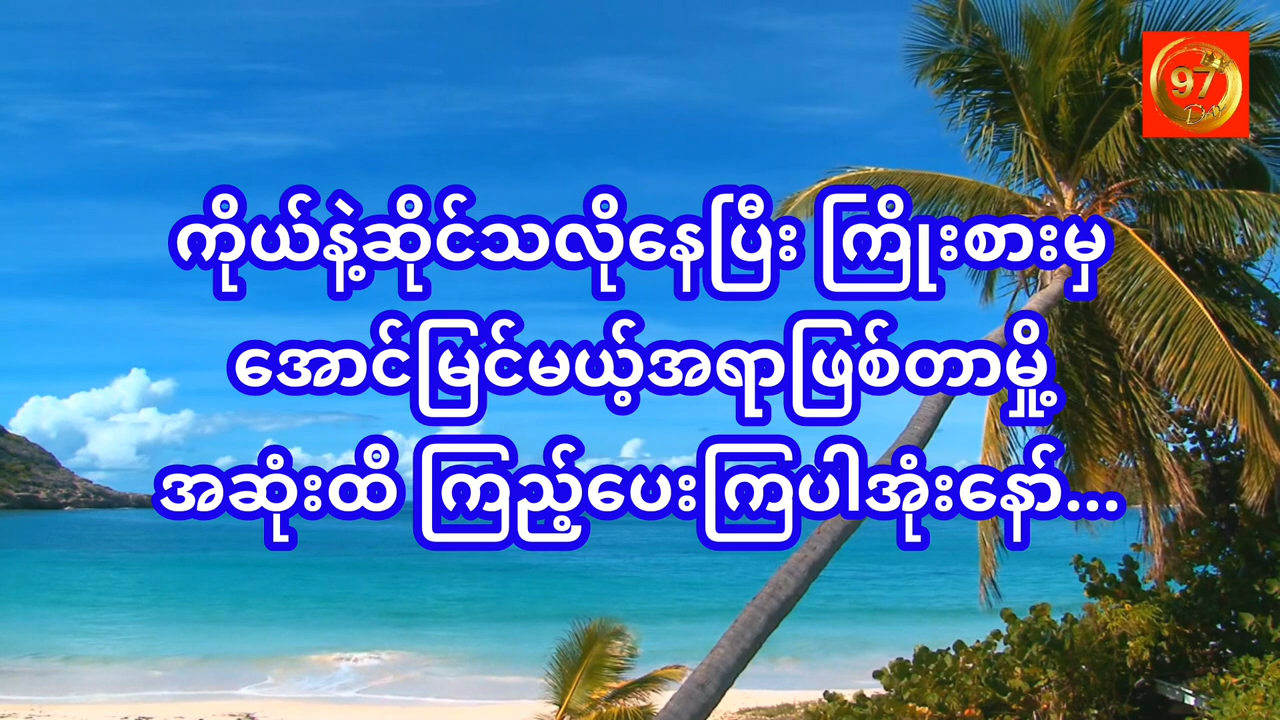 97
DAY
ကိုယ်နဲ့ဆိုင်သလိုနေပြီး ကြိုးစားမှ
အောင်မြင်မယ့်အရာဖြစ်တာမှို့
အဆုံးထိ ကြည့်ပေးကြပါအုံးနော်...